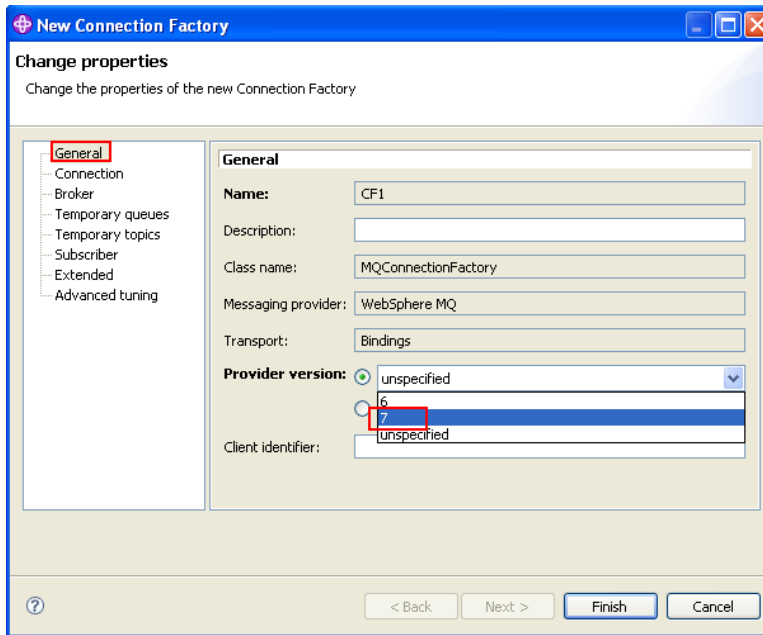 New Connection Factory
Change properties
Change the properties of the new Connection Factory
General
Connection
Broker
Temporary queues
Temporary topics
Subscriber
Extended
Advanced tuning
General
Name: CF1
Description:
Class name: MQConnectionFactory
Messaging provider: WebSphere MQ
Transport: Bindings
Provider version: unspecified
6
7
unspecified
Client identifier:
? < Back Next > Finish Cancel